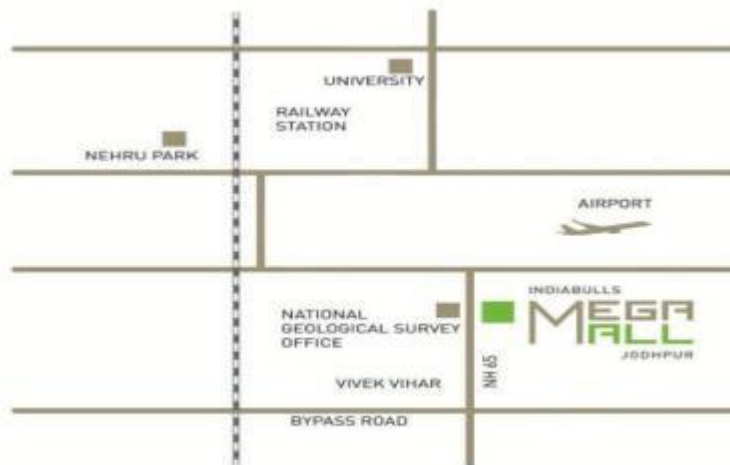 UNIVERSITY
RAILWAY
STATION
NEHRU PARK
AIRPORT
INDIABULLS
MEGA
MALL
JODHPUR
NATIONAL
GEOLOGICAL SURVEY
OFFICE
NH 65
VIVEK VIHAR
BYPASS ROAD